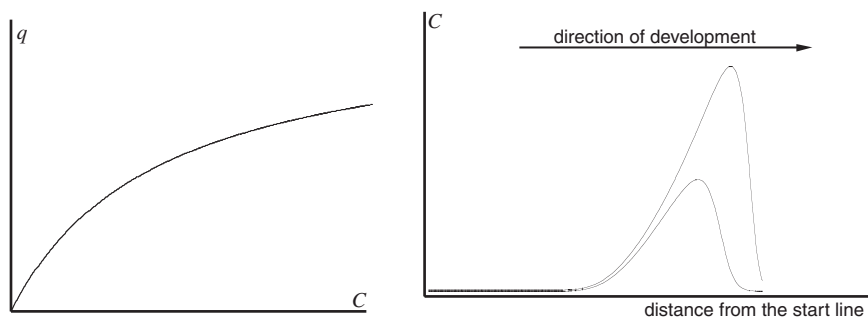 q
C
C
direction of development
distance from the start line